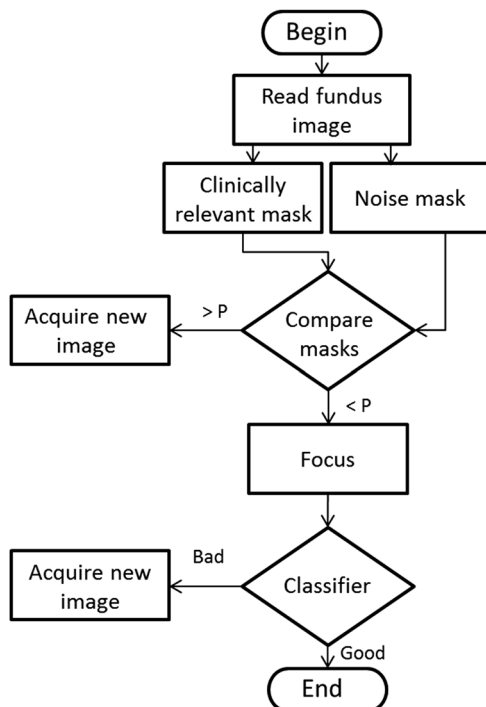 Begin
Read fundus
image
Clinically
relevant mask
Noise mask
Compare
masks
> P
Acquire new
image
< P
Focus
Classifier
Bad
Acquire new
image
Good
End